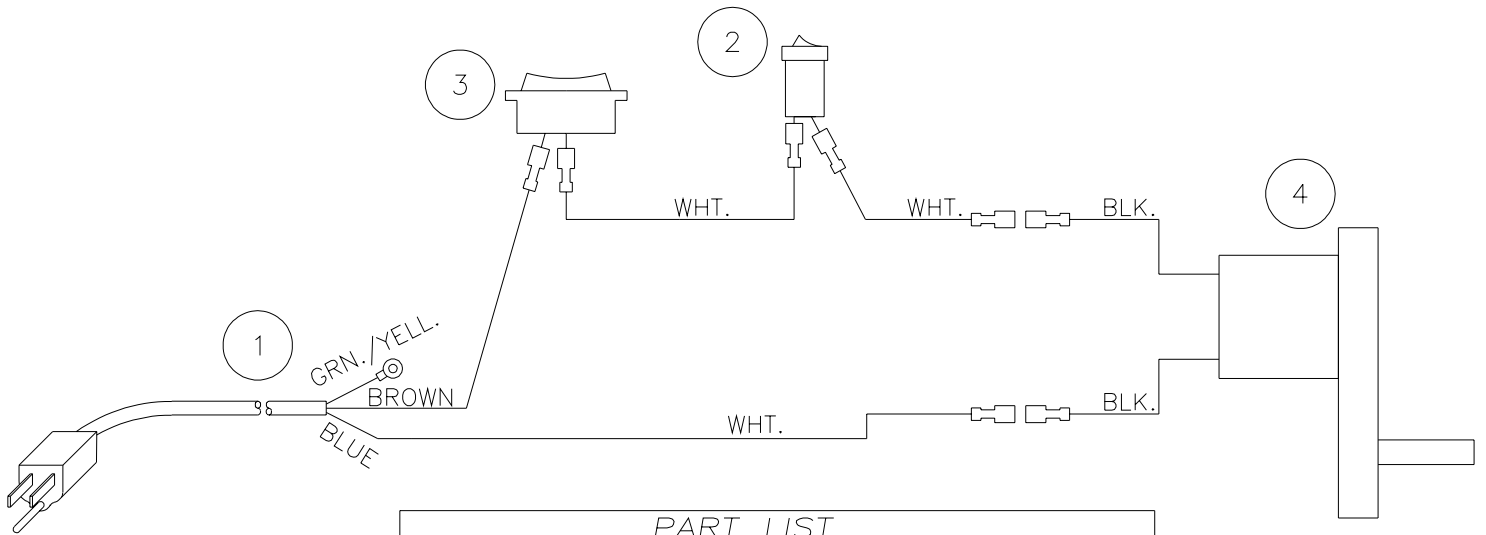 2
3
WHT.
WHT.
BLK.
4
1
GRN./YELL.
BROWN
BLK.
WHT.
BLUE
PART LIST